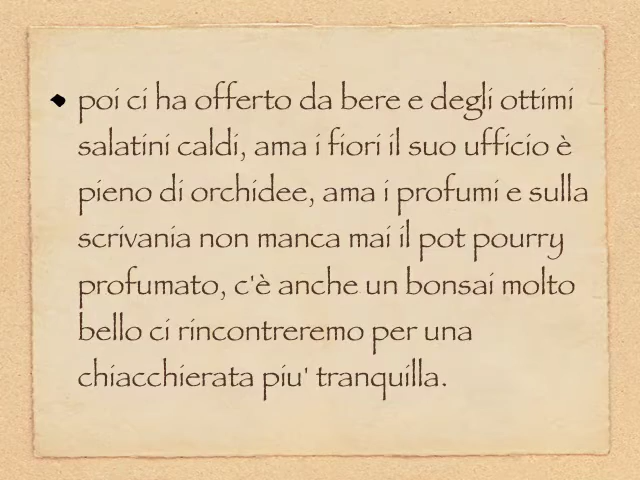 poi ci ha offerto da bere e degli ottimi
salatini caldi, ama i fiori il suo ufficio è
pieno di orchidee, ama i profumi e sulla
scrivania non manca mai il pot pourry
profumato, c'è anche un bonsai molto
bello ci rincontreremo per una
chiacchierata piu' tranquilla.